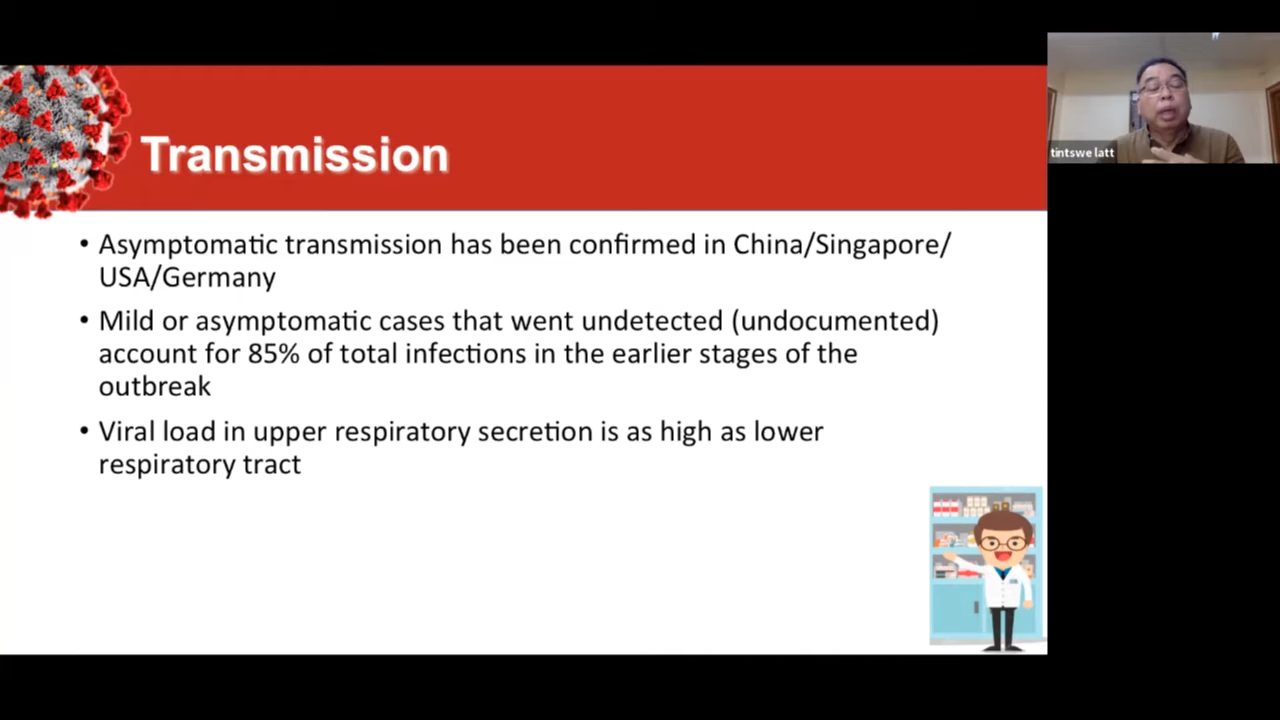 Transmission
• Asymptomatic transmission has been confirmed in China/Singapore/
USA/Germany
• Mild or asymptomatic cases that went undetected (undocumented)
account for 85% of total infections in the earlier stages of the
outbreak
• Viral load in upper respiratory secretion is as high as lower
respiratory tract
tintswe latt